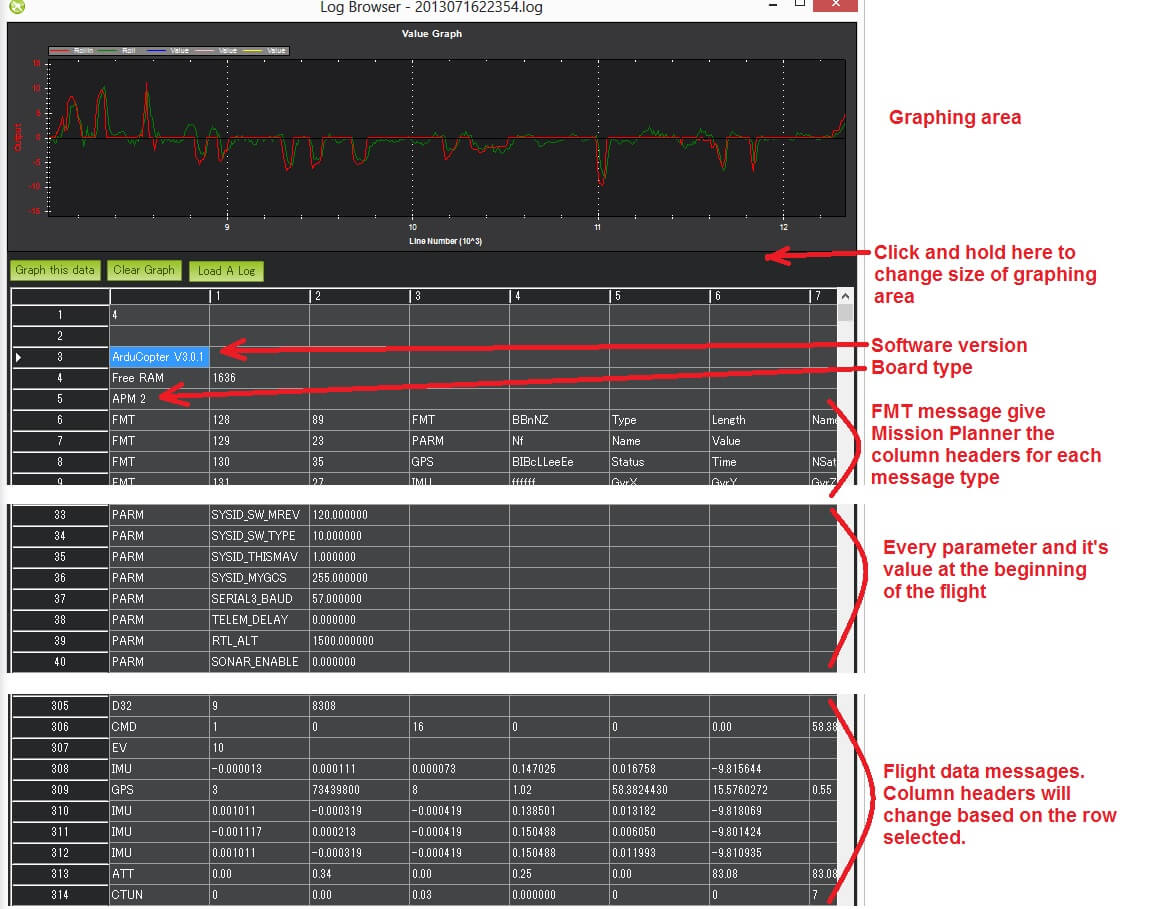 Log Browser - 2013071622354.log
Value Graph
RollIn Roll Value Value Value
Output
15
10
5
0
-5
-10
-15
9 10 11 12
Line Number (10^3)
Graphing area
Click and hold here to
change size of graphing
area
Graph this data Clear Graph Load A Log
1 2 3 4 5 6 7
1 4
2
3 ArduCopter V3.0.1
4 Free RAM 1636
5 APM 2
6 FMT 128 89 FMT BBnNZ Type Length Name
7 FMT 129 23 PARM Nf Name Value
8 FMT 130 35 GPS BIBcLLeeEe Status Time NSat
9 FMT 131 27 IMU ffffff GyrX GyrY GyrZ
Software version
Board type
FMT message give
Mission Planner the
column headers for each
message type
33 PARM SYSID_SW_MREV 120.000000
34 PARM SYSID_SW_TYPE 10.000000
35 PARM SYSID_THISMAV 1.000000
36 PARM SYSID_MYGCS 255.000000
37 PARM SERIAL3_BAUD 57.000000
38 PARM TELEM_DELAY 0.000000
39 PARM RTL_ALT 1500.000000
40 PARM SONAR_ENABLE 0.000000
Every parameter and it's
value at the beginning
of the flight
305 D32 9 8308
306 CMD 1 0 16 0 0 0.00 58.38
307 EV 10
308 IMU -0.000013 0.000111 0.000073 0.147025 0.016758 -9.815644
309 GPS 3 73439800 8 1.02 58.3824430 15.5760272 0.55
310 IMU 0.001011 -0.000319 -0.000419 0.138501 0.013182 -9.818069
311 IMU -0.001117 0.000213 -0.000419 0.150488 0.006050 -9.801424
312 IMU 0.001011 -0.000319 -0.000419 0.150488 0.011993 -9.810935
313 ATT 0.00 0.34 0.00 0.25 0.00 83.08 83.08
314 CTUN 0 0.00 0.03 0.000000 0 0 7
Flight data messages.
Column headers will
change based on the row
selected.